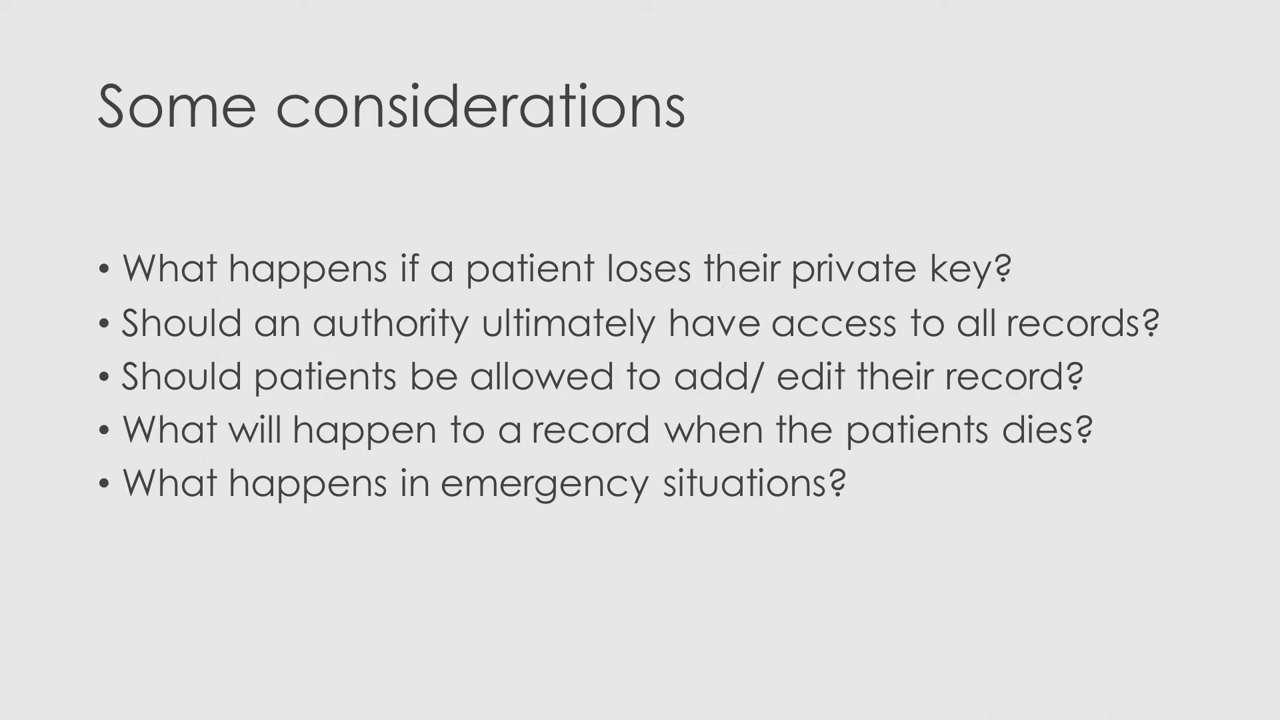 Some considerations
• What happens if a patient loses their private key?
• Should an authority ultimately have access to all records?
• Should patients be allowed to add/ edit their record?
• What will happen to a record when the patients dies?
• What happens in emergency situations?